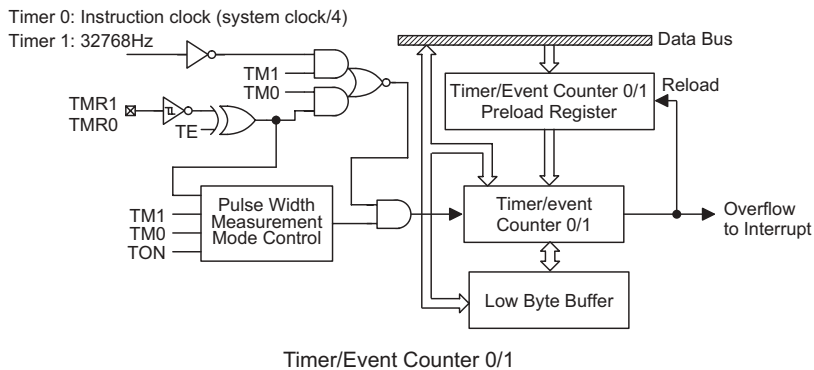 Timer 0: Instruction clock (system clock/4)
Timer 1: 32768Hz
Data Bus
TM1
TM0
TMR1
TMR0
TE
Timer/Event Counter 0/1
Preload Register
Reload
TM1
TM0
TON
Pulse Width
Measurement
Mode Control
Timer/event
Counter 0/1
Overflow
to Interrupt
Low Byte Buffer
Timer/Event Counter 0/1